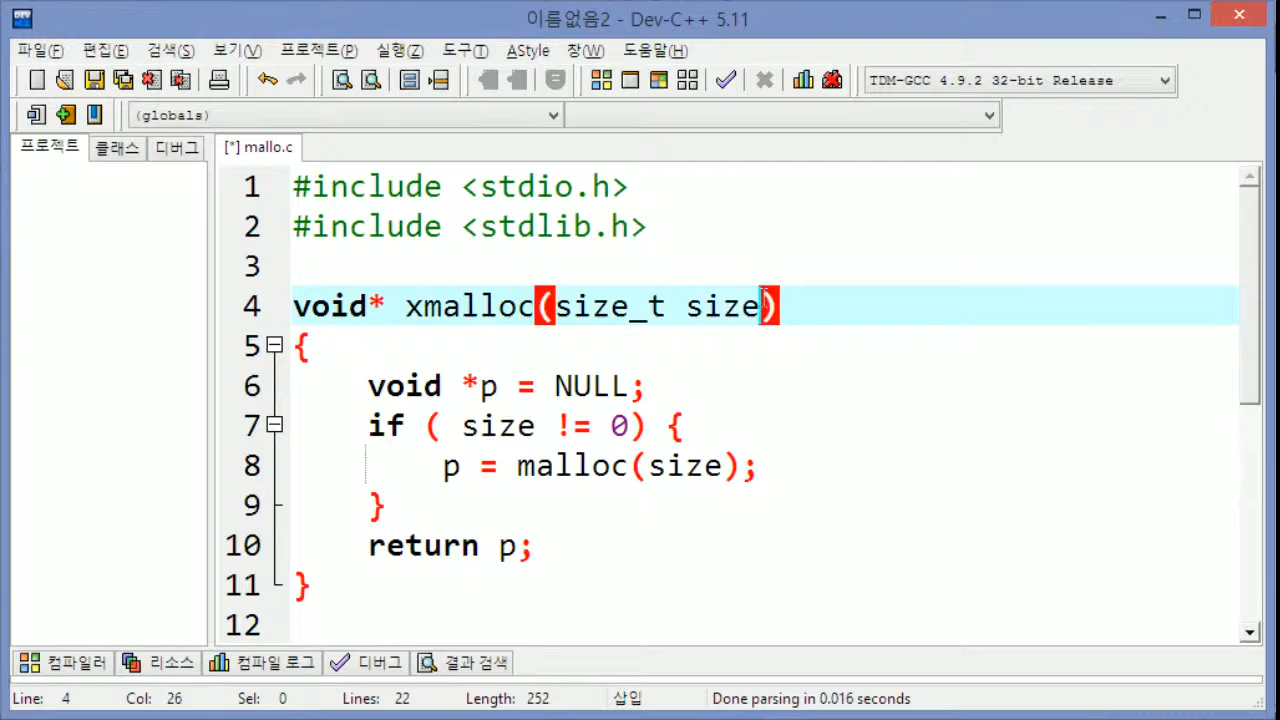 이름없음2 - Dev-C++ 5.11
파일(F) 편집(E) 검색(S) 보기(V) 프로젝트(P) 실행(Z) 도구(T) AStyle 창(W) 도움말(H)
TDM-GCC 4.9.2 32-bit Release
(globals)
프로젝트 클래스 디버그 [*] mallo.c
1 #include <stdio.h>
2 #include <stdlib.h>
3
4 void* xmalloc(size_t size)
5 {
6 void *p = NULL;
7 if ( size != 0) {
8 p = malloc(size);
9 }
10 return p;
11 }
12
컴파일러 리소스 컴파일 로그 디버그 결과 검색
Line: 4 Col: 26 Sel: 0 Lines: 22 Length: 252 삽입 Done parsing in 0.016 seconds